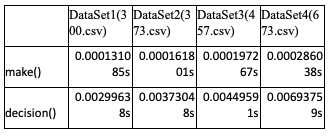 DataSet1(300.csv) DataSet2(373.csv) DataSet3(457.csv) DataSet4(673.csv)
make() 0.000131085s 0.000161801s 0.000197267s 0.000286038s
decision() 0.00299638s 0.00373048s 0.00449591s 0.00693759s